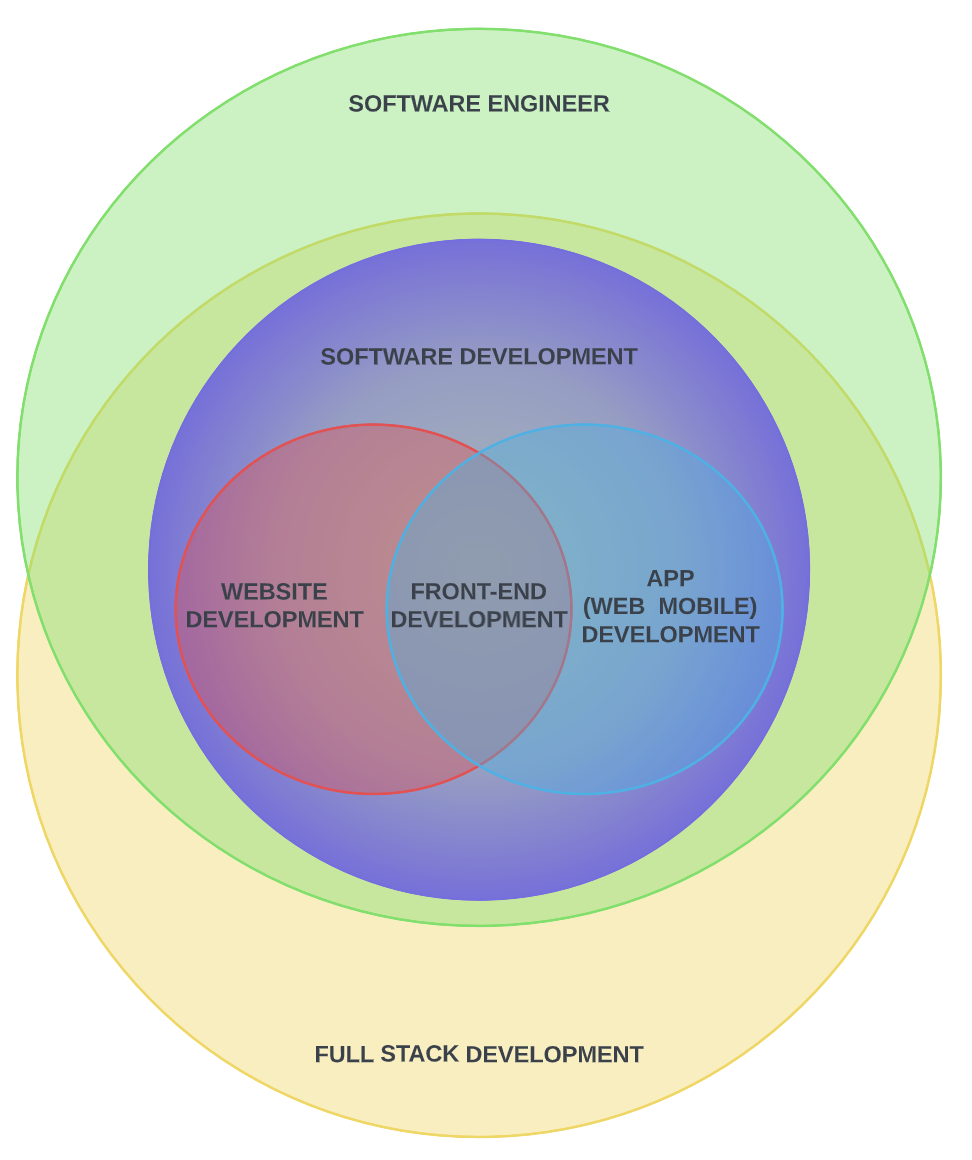 SOFTWARE ENGINEER
SOFTWARE DEVELOPMENT
WEBSITE
DEVELOPMENT
FRONT-END
DEVELOPMENT
APP
(WEB  MOBILE)
DEVELOPMENT
FULL STACK DEVELOPMENT